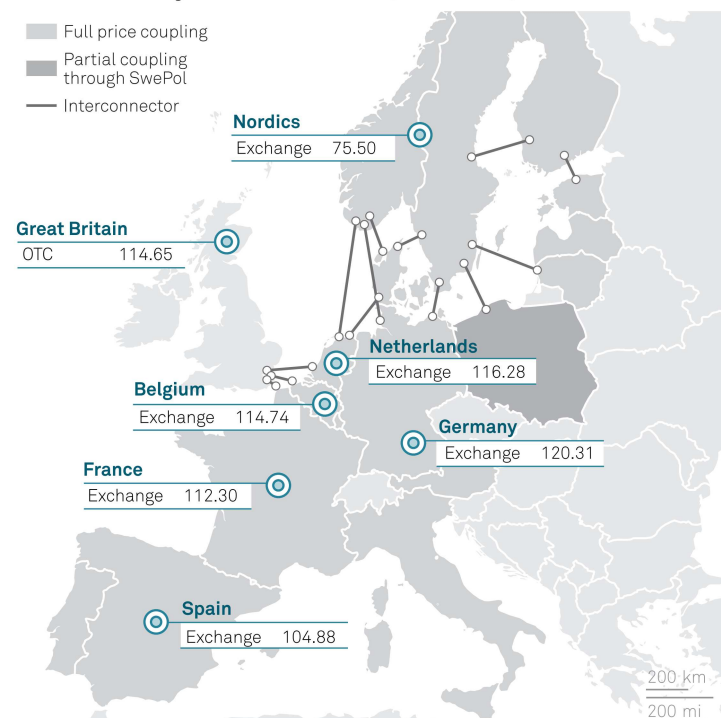 Full price coupling
Partial coupling
through SwePol
Interconnector
Nordics
Exchange 75.50
Great Britain
OTC 114.65
Netherlands
Exchange 116.28
Belgium
Exchange 114.74
Germany
Exchange 120.31
France
Exchange 112.30
Spain
Exchange 104.88
200 km
200 mi